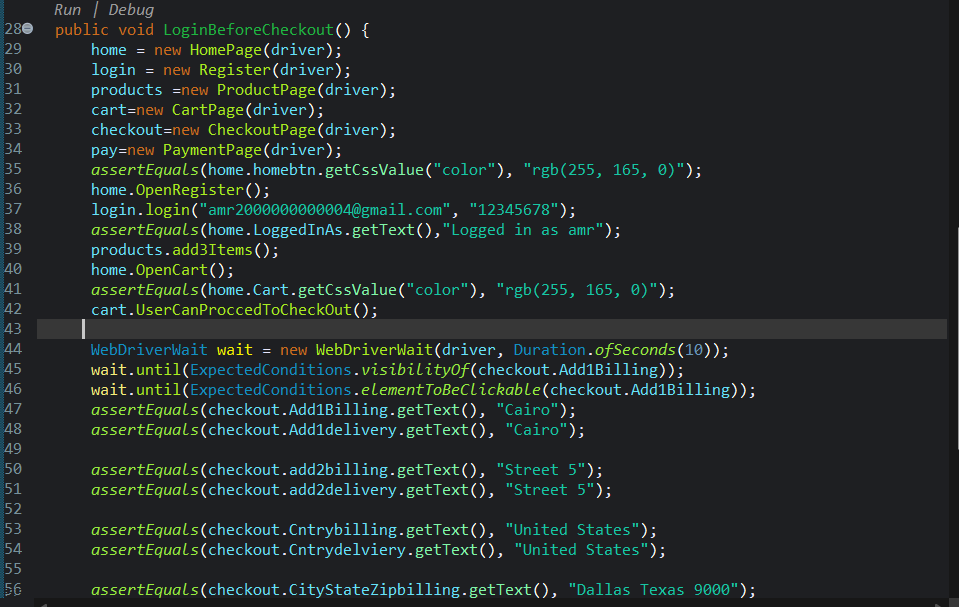 Run | Debug
28 public void LoginBeforeCheckout() {
29 home = new HomePage(driver);
30 login = new Register(driver);
31 products =new ProductPage(driver);
32 cart=new CartPage(driver);
33 checkout=new CheckoutPage(driver);
34 pay=new PaymentPage(driver);
35 assertEquals(home.homebtn.getCssValue("color"), "rgb(255, 165, 0)");
36 home.OpenRegister();
37 login.login("amr2000000000004@gmail.com", "12345678");
38 assertEquals(home.LoggedInAs.getText(),"Logged in as amr");
39 products.add3Items();
40 home.OpenCart();
41 assertEquals(home.Cart.getCssValue("color"), "rgb(255, 165, 0)");
42 cart.UserCanProccedToCheckOut();
43
44 WebDriverWait wait = new WebDriverWait(driver, Duration.ofSeconds(10));
45 wait.until(ExpectedConditions.visibilityOf(checkout.Add1Billing));
46 wait.until(ExpectedConditions.elementToBeClickable(checkout.Add1Billing));
47 assertEquals(checkout.Add1Billing.getText(), "Cairo");
48 assertEquals(checkout.Add1delivery.getText(), "Cairo");
49
50 assertEquals(checkout.add2billing.getText(), "Street 5");
51 assertEquals(checkout.add2delivery.getText(), "Street 5");
52
53 assertEquals(checkout.Cntrybilling.getText(), "United States");
54 assertEquals(checkout.Cntrydelviery.getText(), "United States");
55
56 assertEquals(checkout.CityStateZipbilling.getText(), "Dallas Texas 9000");